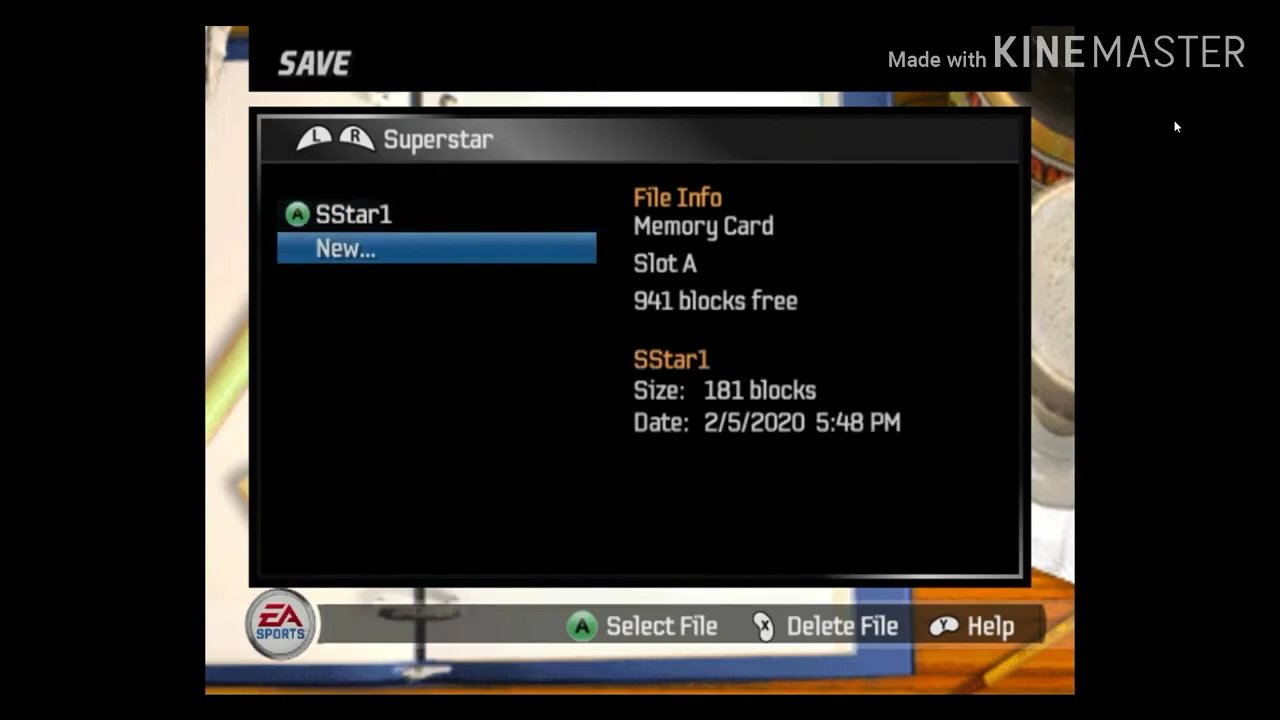 SAVE
Made with KINEMASTER
L R Superstar
A SStar1
New...
File Info
Memory Card
Slot A
941 blocks free
SStar1
Size: 181 blocks
Date: 2/5/2020 5:48 PM
EA
SPORTS
A Select File X Delete File Y Help